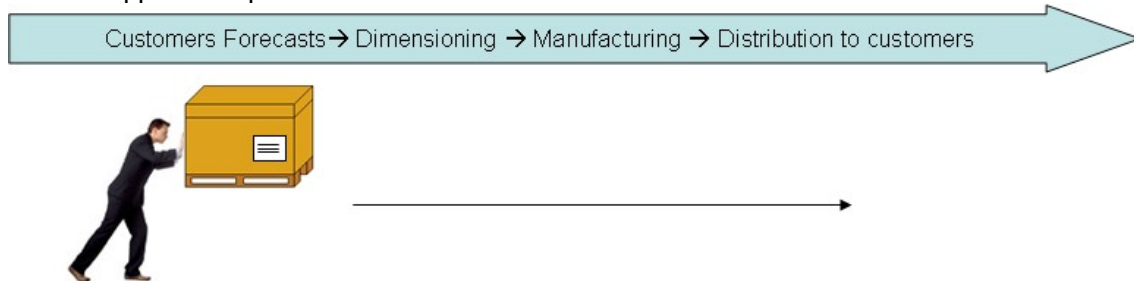 Customers Forecasts→ Dimensioning → Manufacturing → Distribution to customers